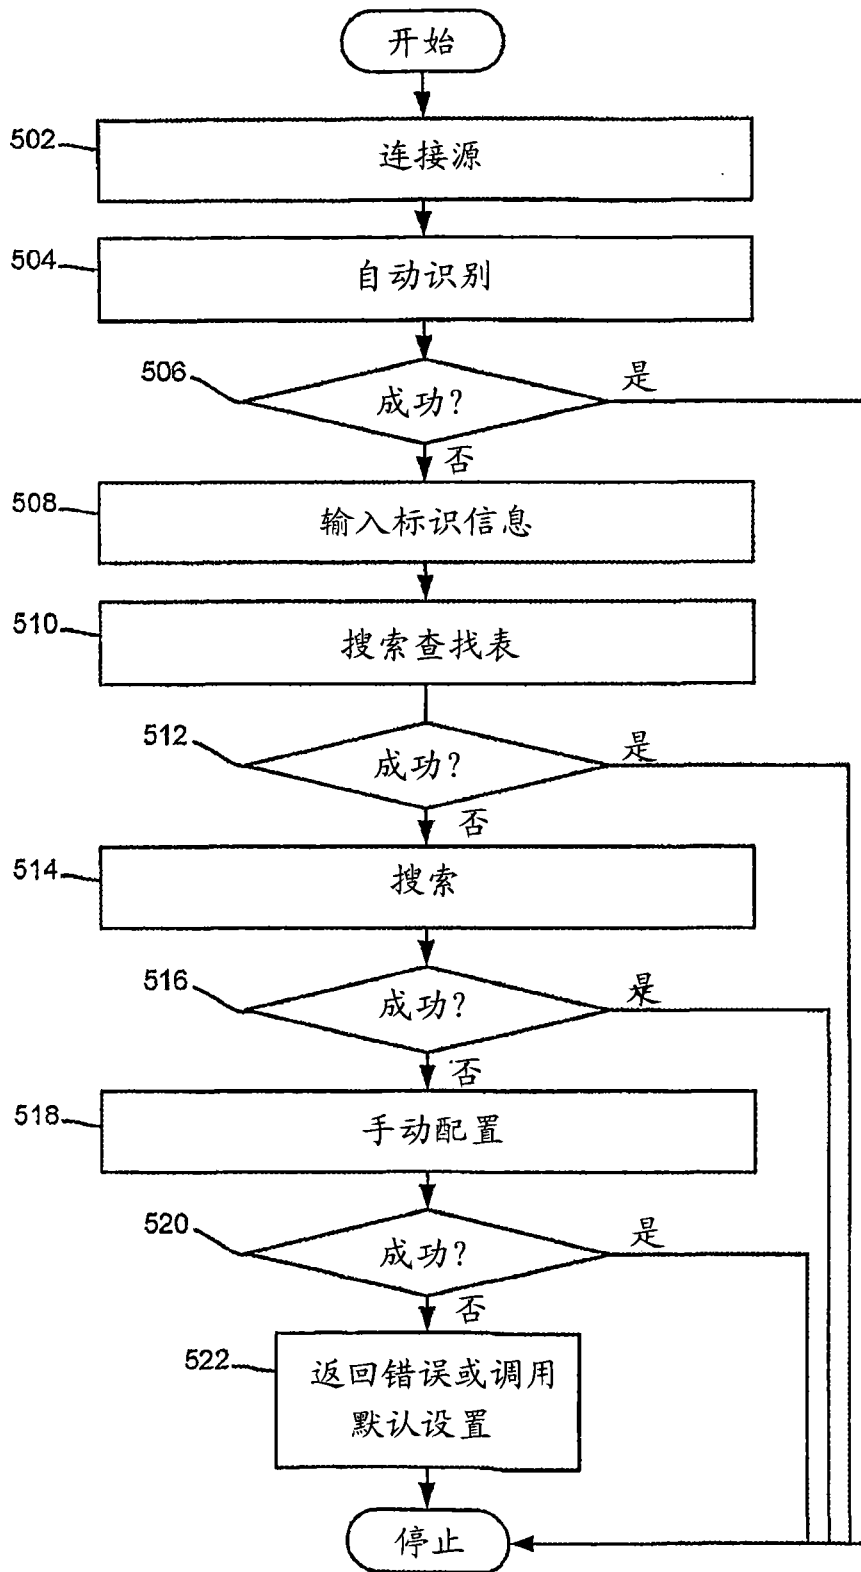 开始
502
连接源
504
自动识别
506
成功?
是
否
508
输入标识信息
510
搜索查找表
512
成功?
是
否
514
搜索
516
成功?
是
否
518
手动配置
520
成功?
是
否
522
返回错误或调用
默认设置
停止